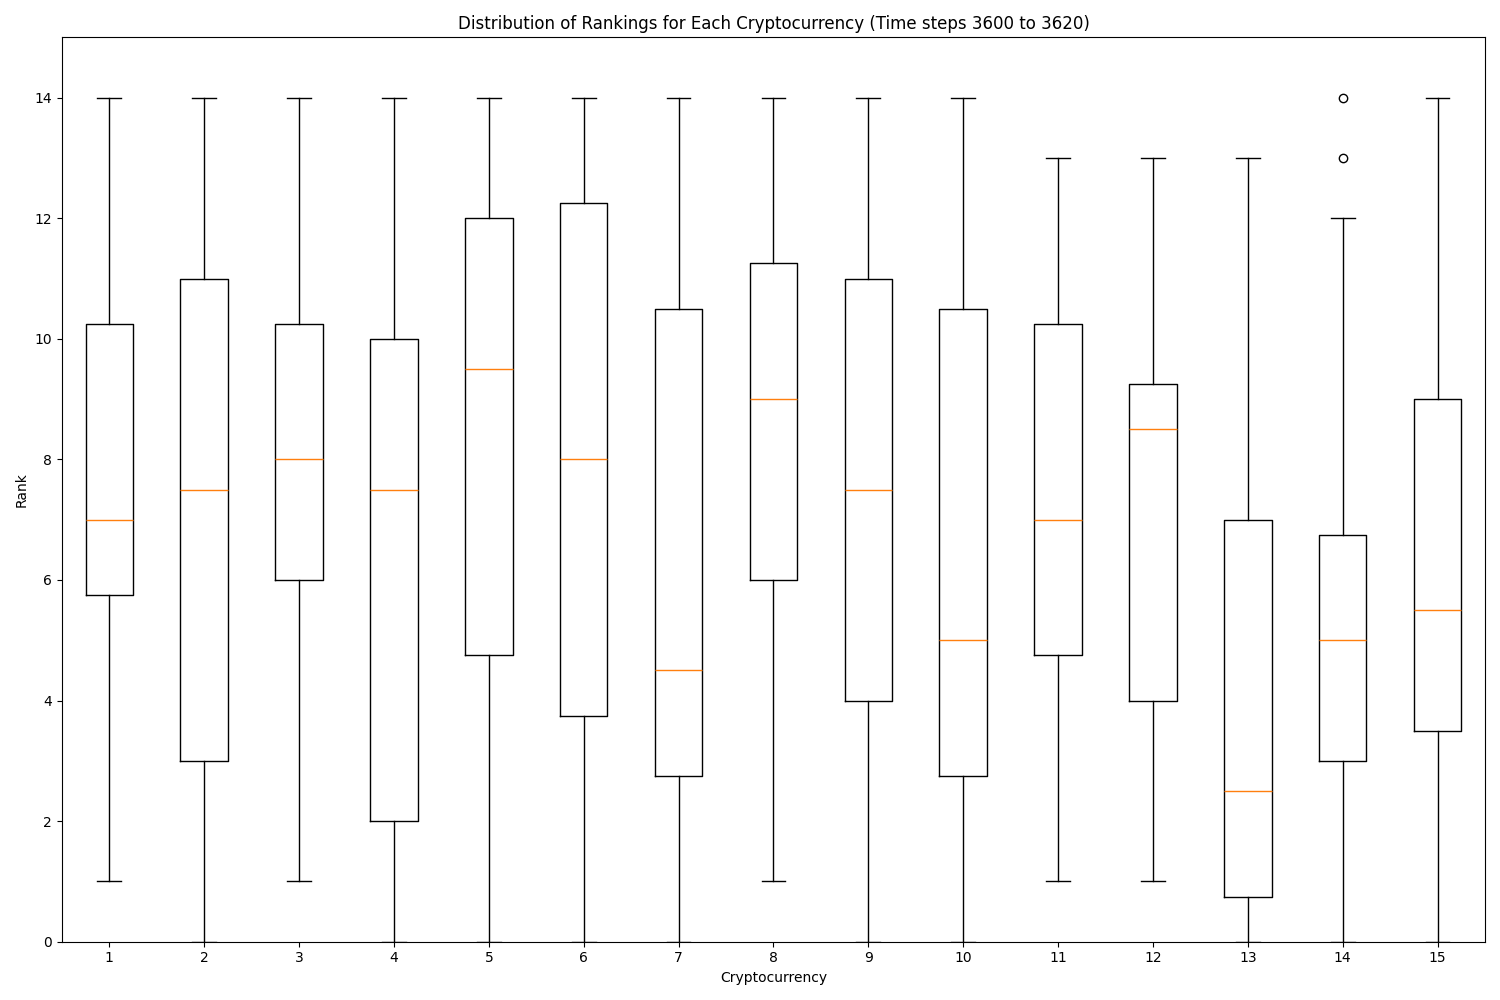 Distribution of Rankings for Each Cryptocurrency (Time steps 3600 to 3620)
Rank
14
12
10
8
6
4
2
0
1 2 3 4 5 6 7 8 9 10 11 12 13 14 15
Cryptocurrency